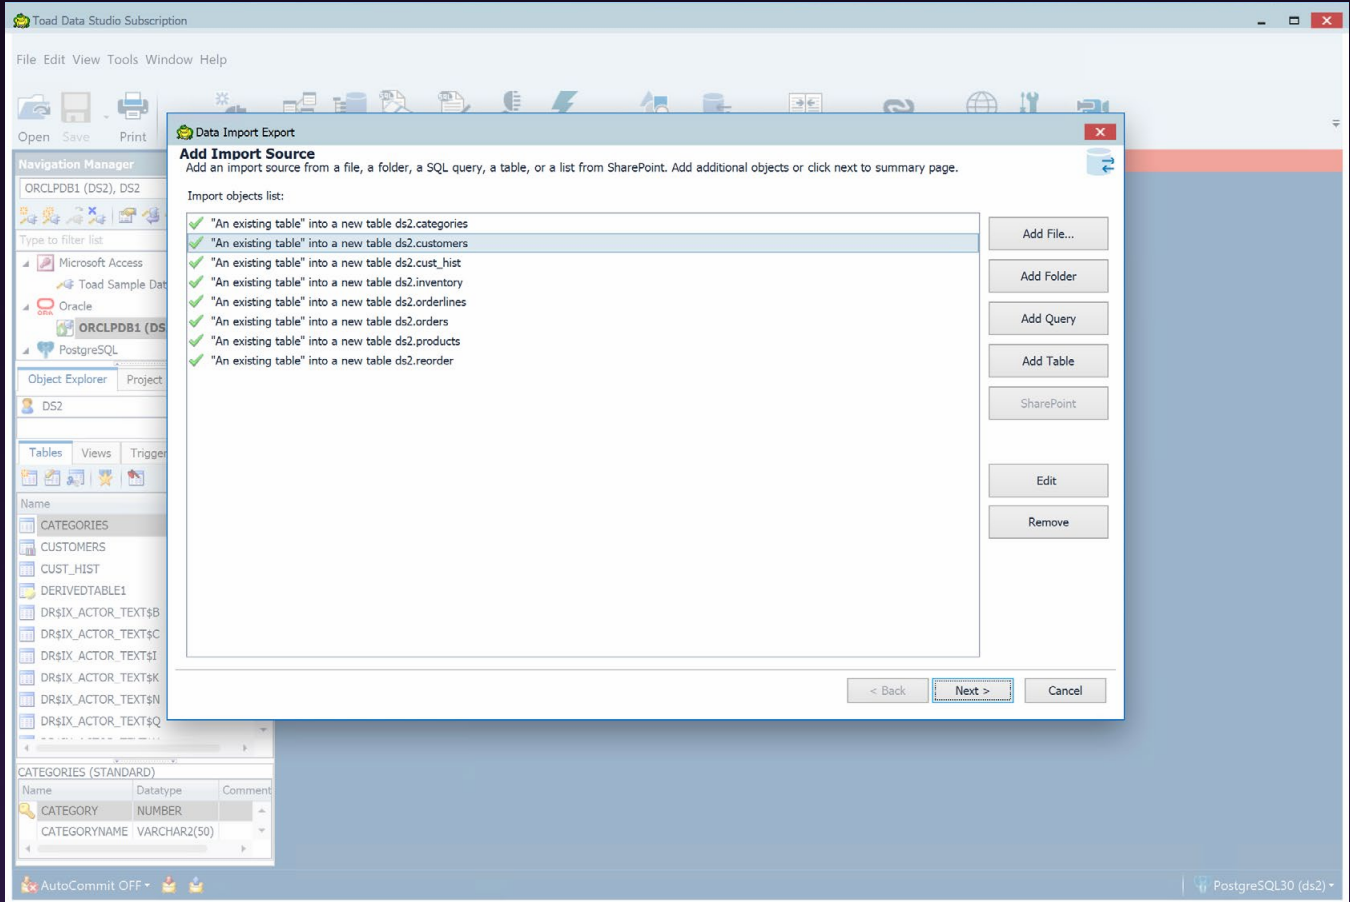 Toad Data Studio Subscription
File Edit View Tools Window Help
Open Save Print
Data Import Export
Add Import Source
Add an import source from a file, a folder, a SQL query, a table, or a list from SharePoint. Add additional objects or click next to summary page.
Import objects list:
"An existing table" into a new table ds2.categories
"An existing table" into a new table ds2.customers
"An existing table" into a new table ds2.cust_hist
"An existing table" into a new table ds2.inventory
"An existing table" into a new table ds2.orderlines
"An existing table" into a new table ds2.orders
"An existing table" into a new table ds2.products
"An existing table" into a new table ds2.reorder
Add File...
Add Folder
Add Query
Add Table
SharePoint
Edit
Remove
< Back Next > Cancel
Navigation Manager
ORCLPDB1 (DS2), DS2
Type to filter list
Microsoft Access
Toad Sample Dat
Oracle
ORCLPDB1 (DS
PostgreSQL
Object Explorer Project
DS2
Tables Views Trigger
Name
CATEGORIES
CUSTOMERS
CUST_HIST
DERIVEDTABLE1
DR$IX_ACTOR_TEXT$B
DR$IX_ACTOR_TEXT$C
DR$IX_ACTOR_TEXT$I
DR$IX_ACTOR_TEXT$K
DR$IX_ACTOR_TEXT$N
DR$IX_ACTOR_TEXT$Q
CATEGORIES (STANDARD)
Name Datatype Comment
CATEGORY NUMBER
CATEGORYNAME VARCHAR2(50)
AutoCommit OFF
PostgreSQL30 (ds2)